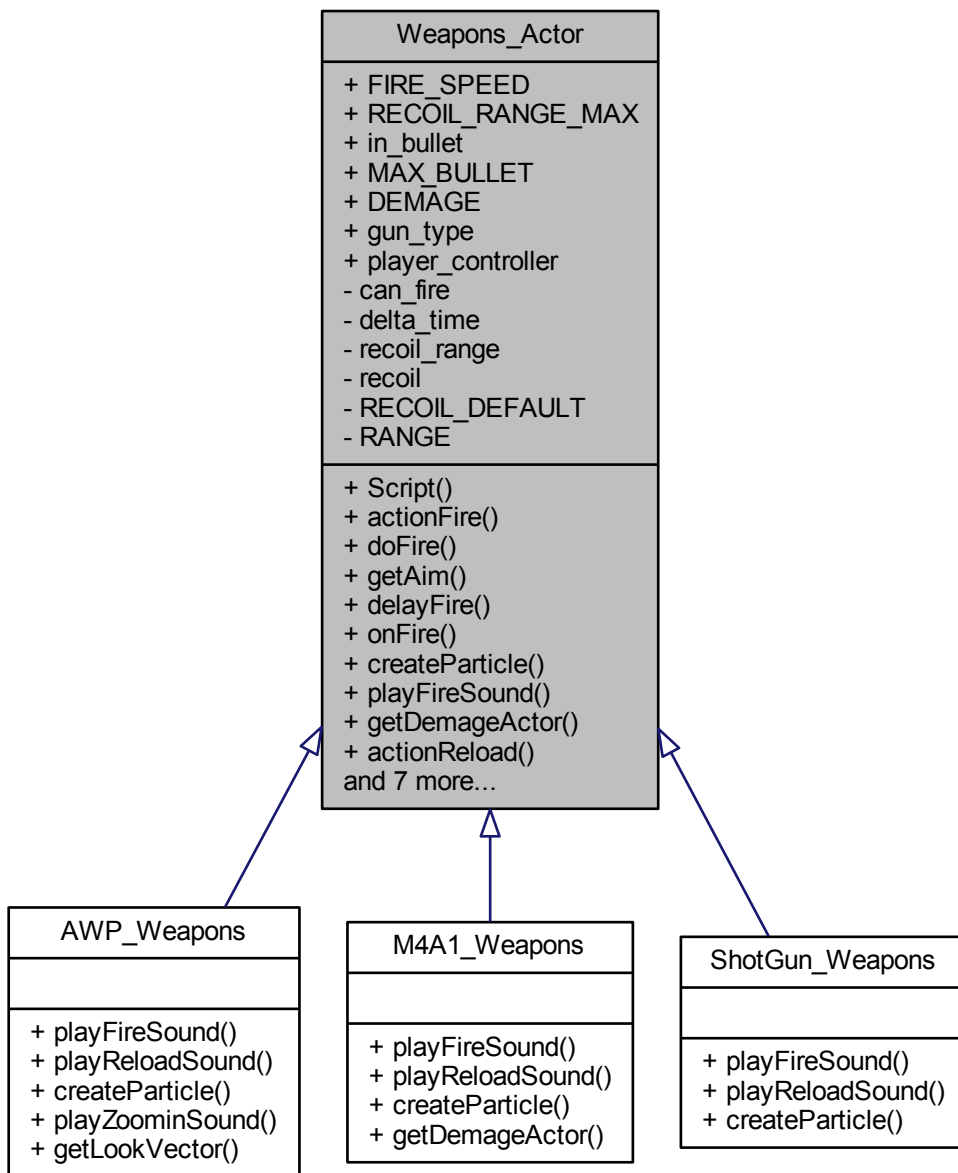 Weapons_Actor
+ FIRE_SPEED
+ RECOIL_RANGE_MAX
+ in_bullet
+ MAX_BULLET
+ DEMAGE
+ gun_type
+ player_controller
- can_fire
- delta_time
- recoil_range
- recoil
- RECOIL_DEFAULT
- RANGE
+ Script()
+ actionFire()
+ doFire()
+ getAim()
+ delayFire()
+ onFire()
+ createParticle()
+ playFireSound()
+ getDemageActor()
+ actionReload()
and 7 more...
AWP_Weapons
+ playFireSound()
+ playReloadSound()
+ createParticle()
+ playZoominSound()
+ getLookVector()
M4A1_Weapons
+ playFireSound()
+ playReloadSound()
+ createParticle()
+ getDemageActor()
ShotGun_Weapons
+ playFireSound()
+ playReloadSound()
+ createParticle()